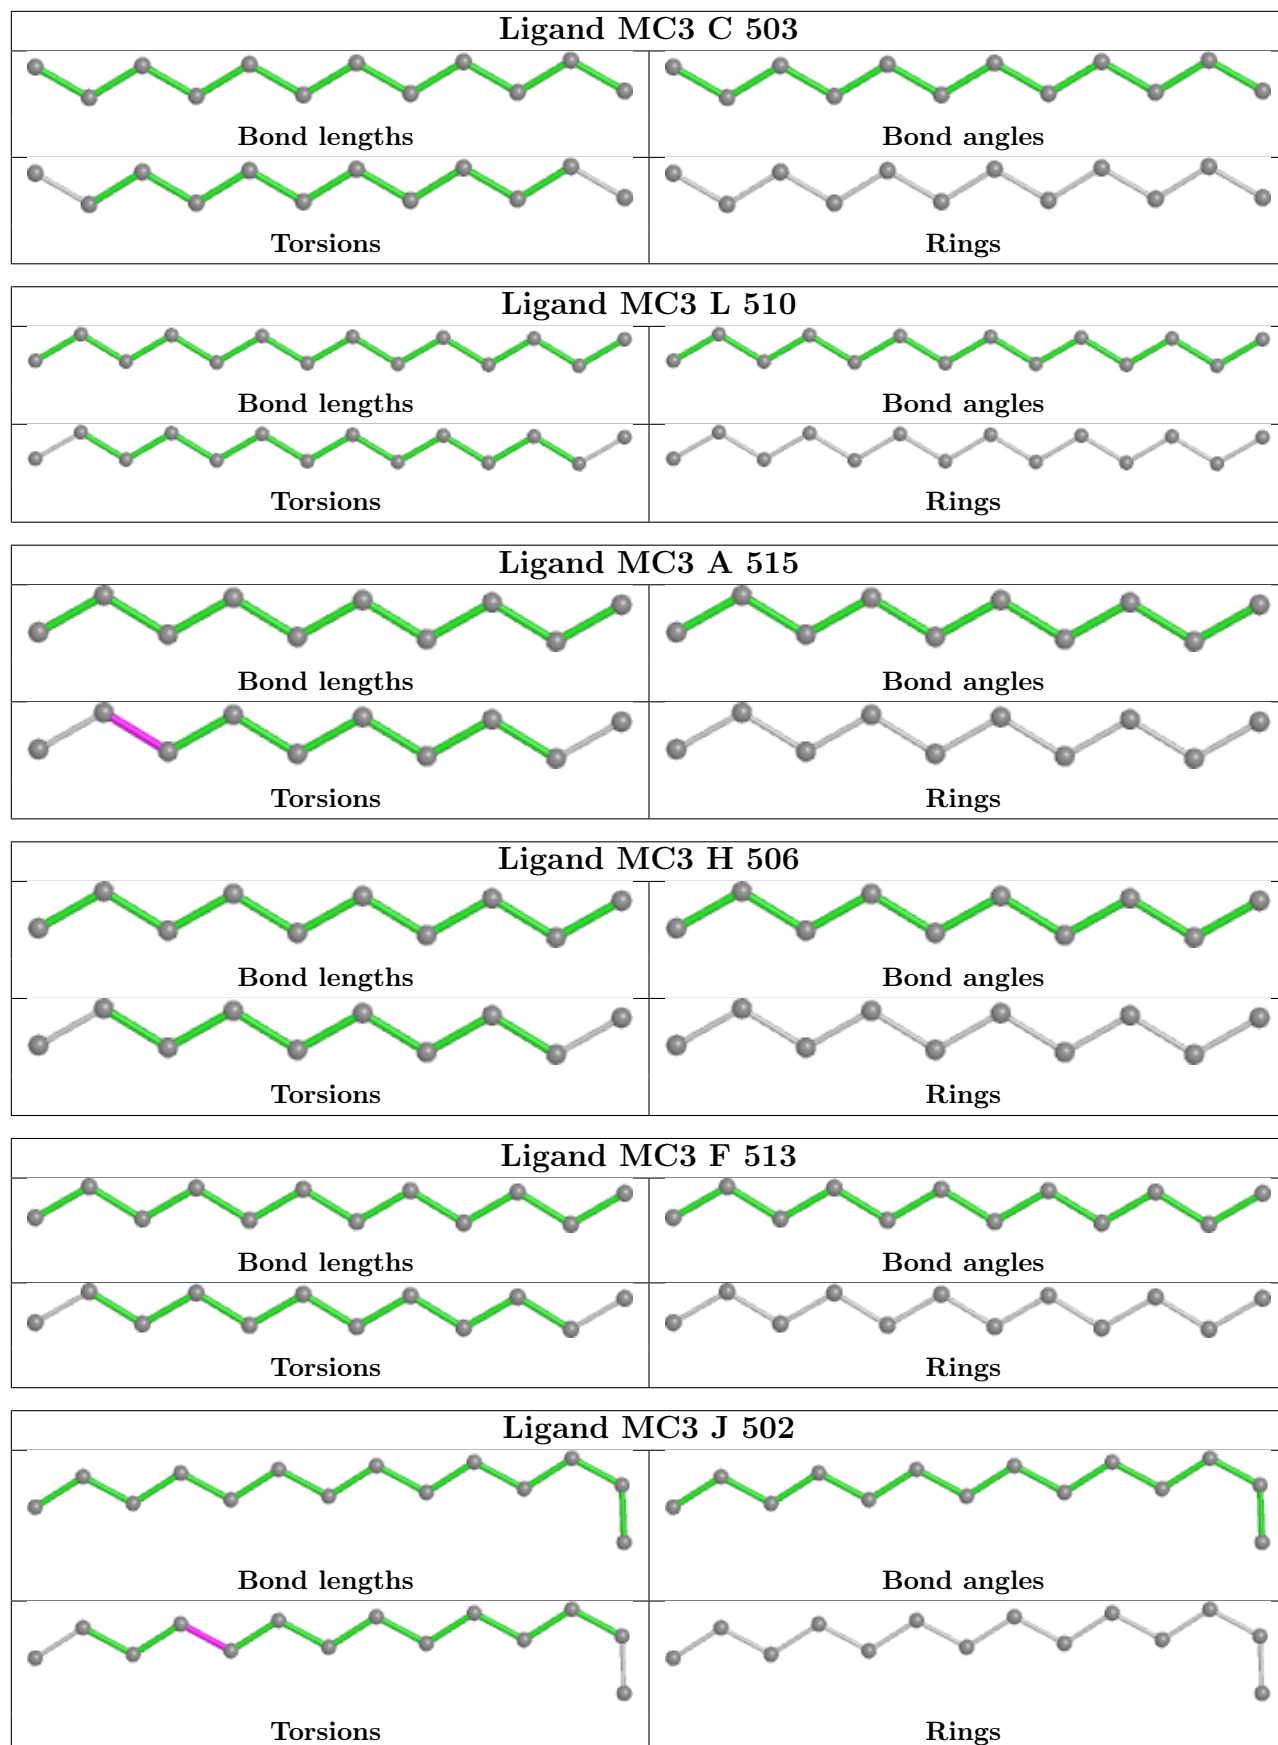 Ligand MC3 C 503
Bond lengths
Bond angles
Torsions
Rings
Ligand MC3 L 510
Bond lengths
Bond angles
Torsions
Rings
Ligand MC3 A 515
Bond lengths
Bond angles
Torsions
Rings
Ligand MC3 H 506
Bond lengths
Bond angles
Torsions
Rings
Ligand MC3 F 513
Bond lengths
Bond angles
Torsions
Rings
Ligand MC3 J 502
Bond lengths
Bond angles
Torsions
Rings